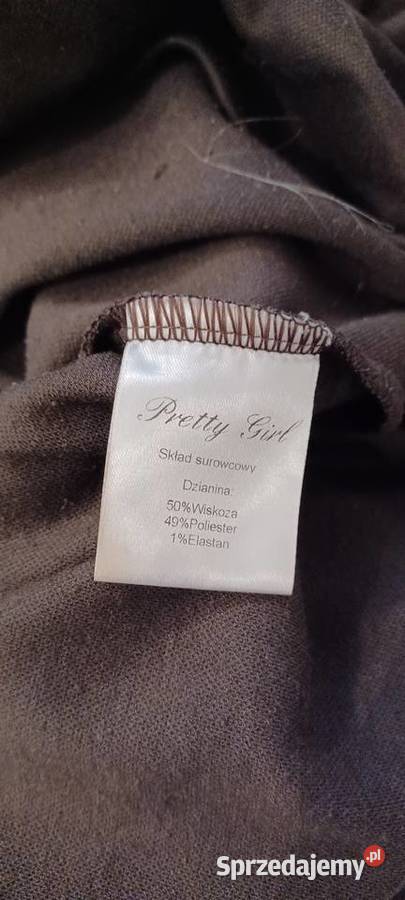 Pretty Girl
Skład surowcowy
Dzianina:
50%Wiskoza
49%Poliester
1%Elastan
Sprzedajemy.pl